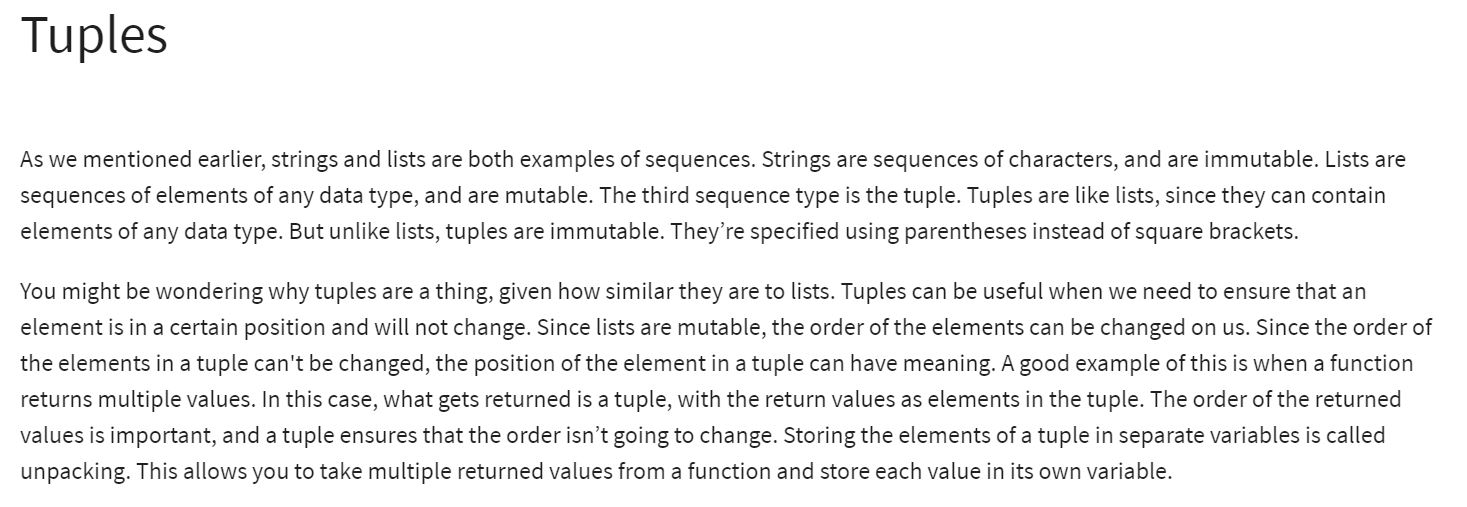 Tuples
As we mentioned earlier, strings and lists are both examples of sequences. Strings are sequences of characters, and are immutable. Lists are
sequences of elements of any data type, and are mutable. The third sequence type is the tuple. Tuples are like lists, since they can contain
elements of any data type. But unlike lists, tuples are immutable. They’re specified using parentheses instead of square brackets.
You might be wondering why tuples are a thing, given how similar they are to lists. Tuples can be useful when we need to ensure that an
element is in a certain position and will not change. Since lists are mutable, the order of the elements can be changed on us. Since the order of
the elements in a tuple can't be changed, the position of the element in a tuple can have meaning. A good example of this is when a function
returns multiple values. In this case, what gets returned is a tuple, with the return values as elements in the tuple. The order of the returned
values is important, and a tuple ensures that the order isn’t going to change. Storing the elements of a tuple in separate variables is called
unpacking. This allows you to take multiple returned values from a function and store each value in its own variable.